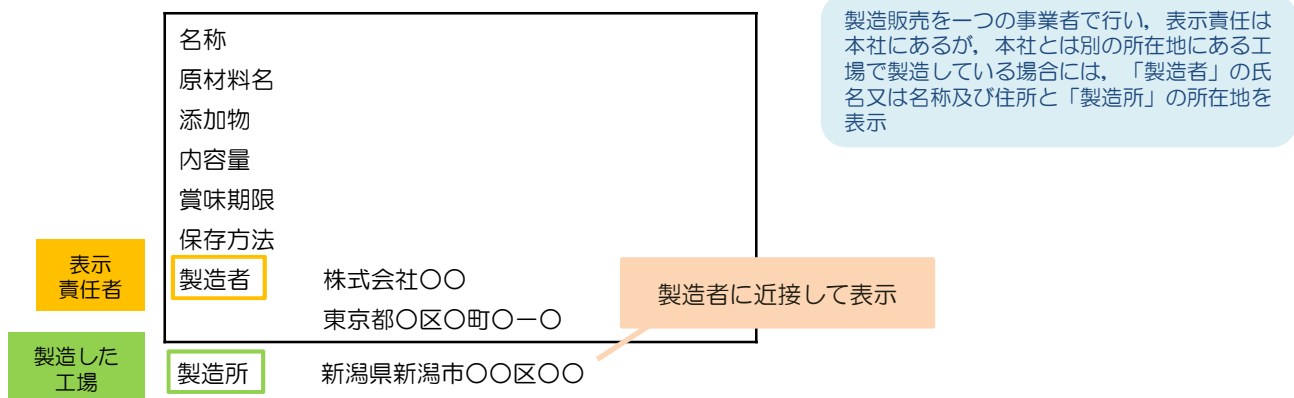 製造販売を一つの事業者で行い，表示責任は
本社にあるが，本社とは別の所在地にある工
場で製造している場合には，「製造者」の氏
名又は名称及び住所と「製造所」の所在地を
表示
名称
原材料名
添加物
内容量
賞味期限
保存方法
表示
責任者
製造者 株式会社〇〇
東京都〇区〇町〇ー〇
製造者に近接して表示
製造した
工場
製造所 新潟県新潟市〇〇区〇〇